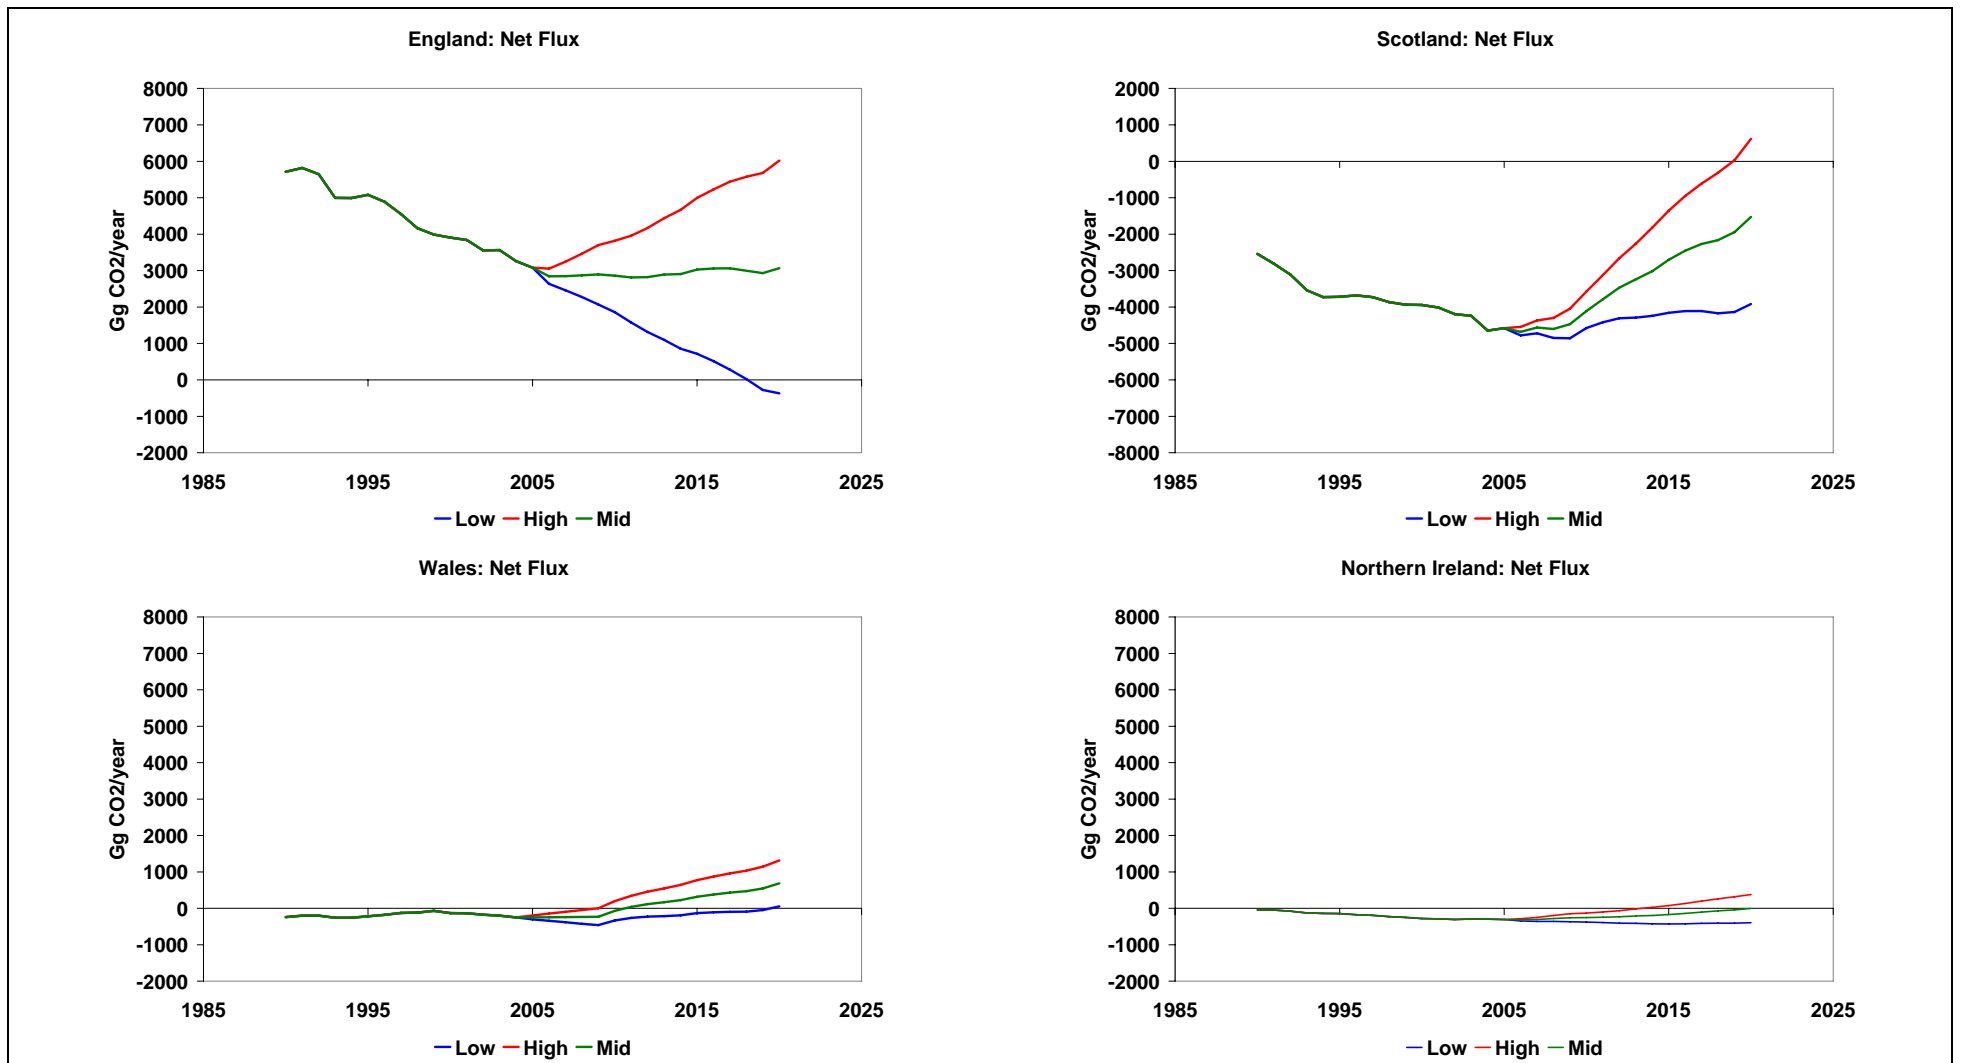 England: Net Flux
8000
7000
6000
5000
4000
3000
2000
1000
0
-1000
-2000
Gg CO2/year
1985 1995 2005 2015 2025
Low High Mid
Scotland: Net Flux
2000
1000
0
-1000
-2000
-3000
-4000
-5000
-6000
-7000
-8000
Gg CO2/year
1985 1995 2005 2015 2025
Low High Mid
Wales: Net Flux
8000
7000
6000
5000
4000
3000
2000
1000
0
-1000
-2000
Gg CO2/year
1985 1995 2005 2015 2025
Low High Mid
Northern Ireland: Net Flux
8000
7000
6000
5000
4000
3000
2000
1000
0
-1000
-2000
Gg CO2/year
1985 1995 2005 2015 2025
Low High Mid